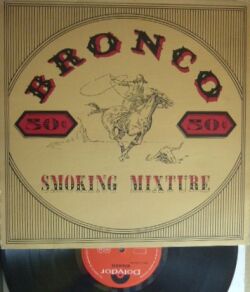 BRONCO
50¢ 50¢
SMOKING MIXTURE
Polydor